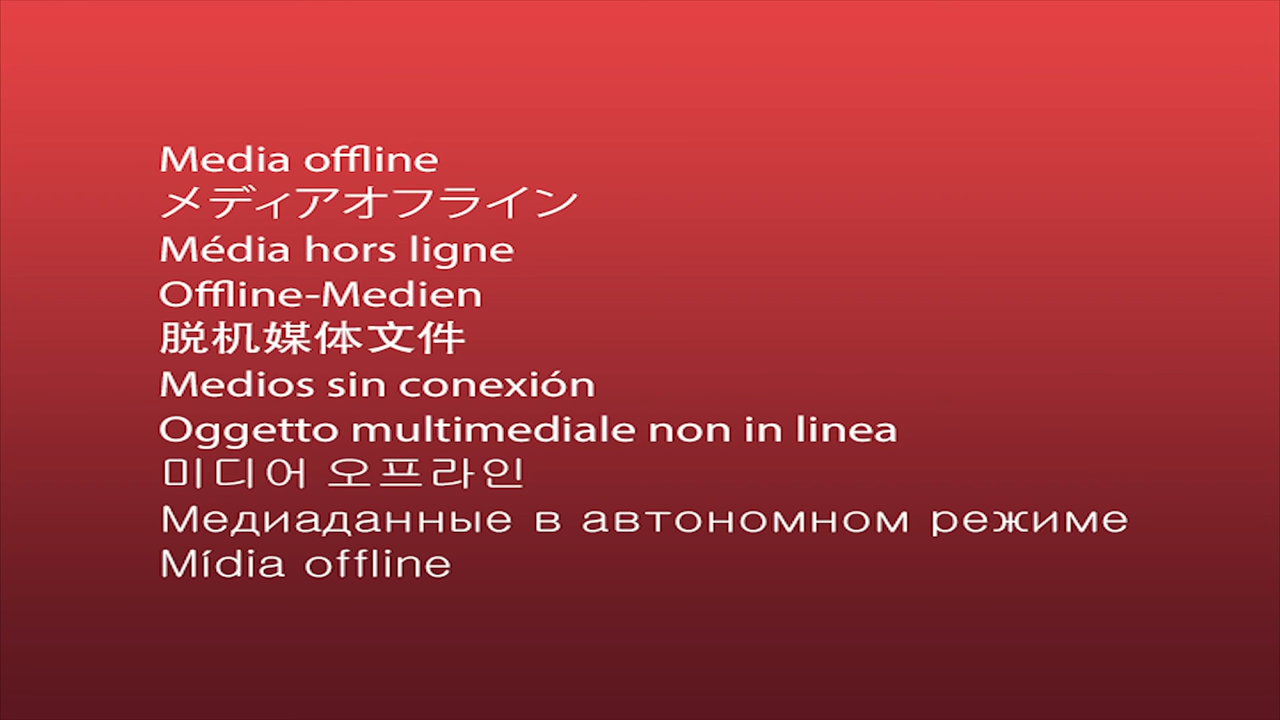 Media offline
メディアオフライン
Média hors ligne
Offline-Medien
脱机媒体文件
Medios sin conexión
Oggetto multimediale non in linea
미디어 오프라인
Медиаданные в автономном режиме
Mídia offline